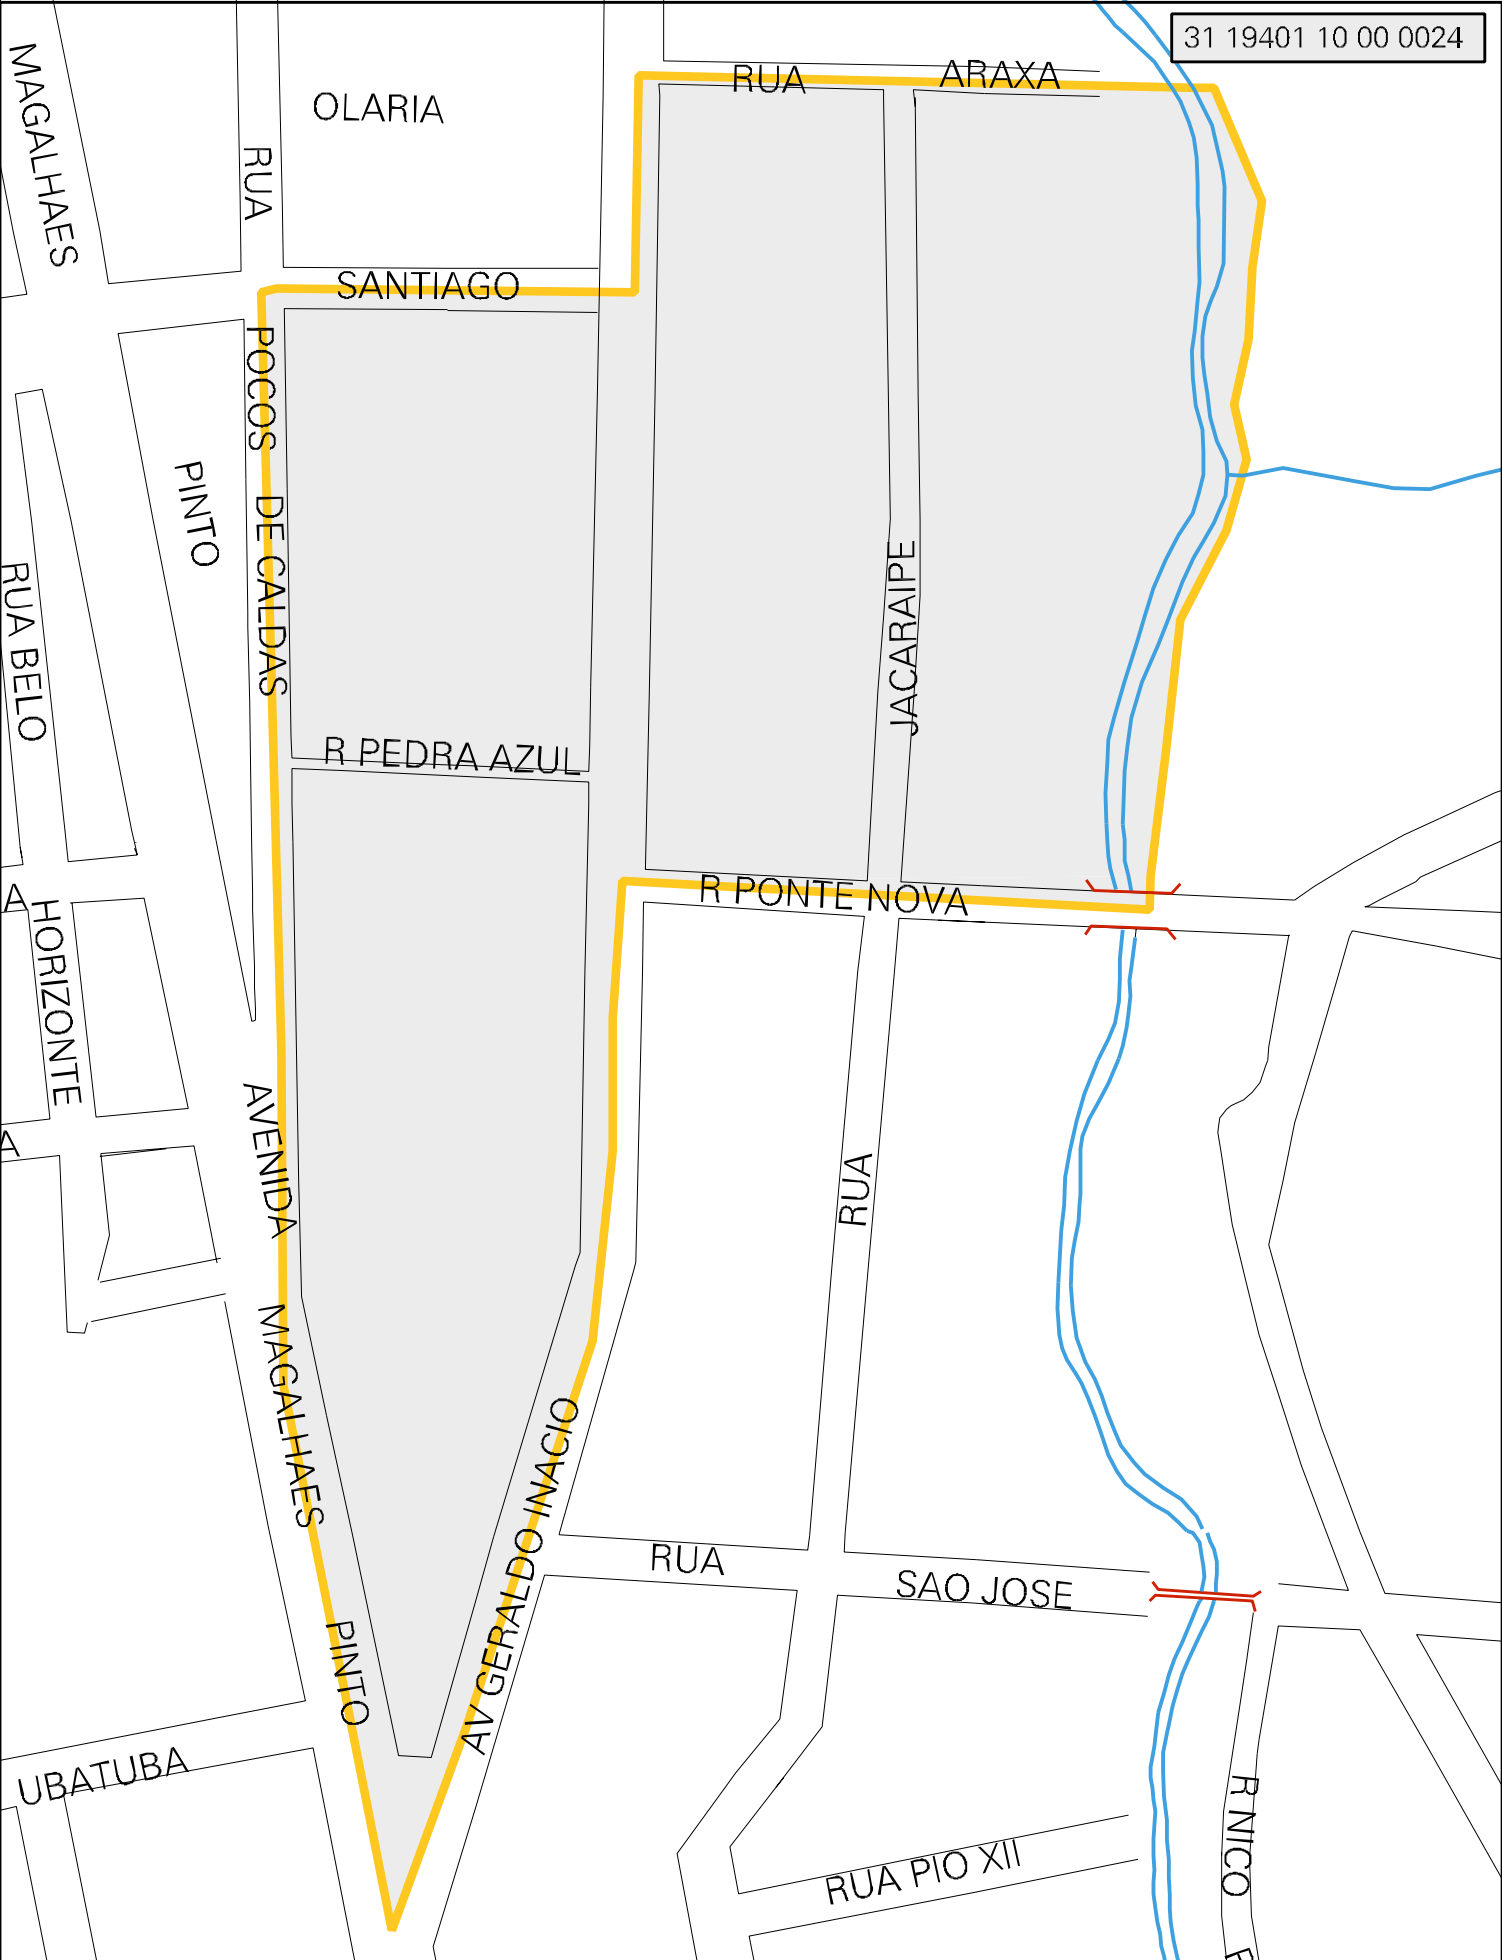 31 19401 10 00 0024
MAGALHAES
OLARIA
RUA
ARAXA
RUA
SANTIAGO
POCOS
DE CALDAS
PINTO
RUA BELO
HORIZONTE
JACARAIPE
R PEDRA AZUL
R PONTE NOVA
A
A
AVENIDA
MAGALHAES
PINTO
RUA
AV GERALDO INACIO
RUA
SAO JOSE
UBATUBA
RUA PIO XII
R NICO